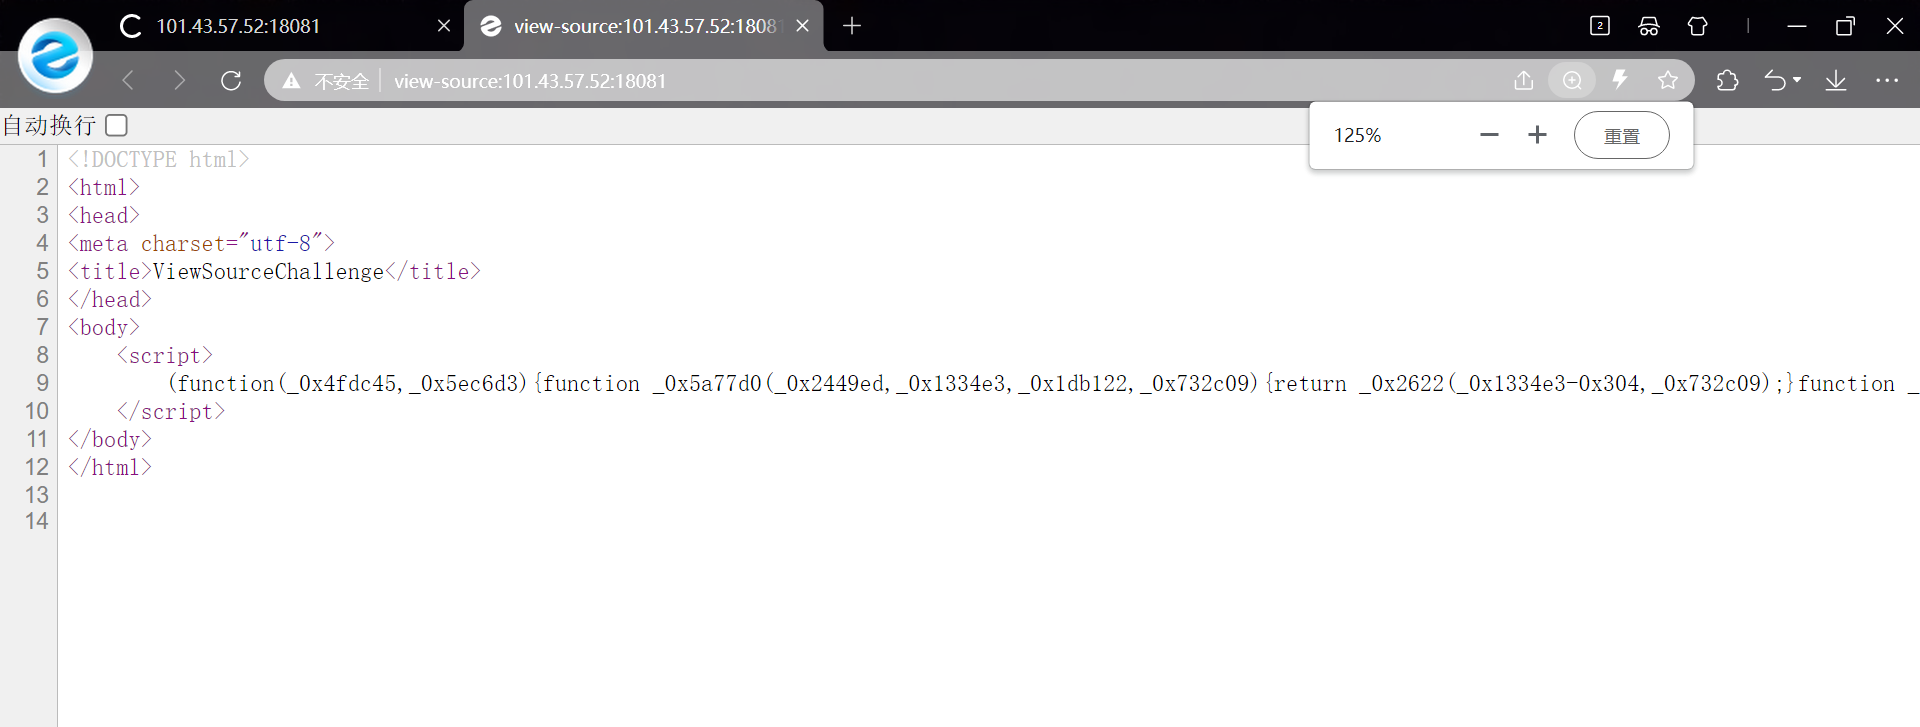 101.43.57.52:18081
view-source:101.43.57.52:1808
2
不安全
view-source:101.43.57.52:18081
自动换行
125%
重置
1 <!DOCTYPE html>
2 <html>
3 <head>
4 <meta charset="utf-8">
5 <title>ViewSourceChallenge</title>
6 </head>
7 <body>
8 <script>
9 (function(_0x4fdc45,_0x5ec6d3){function _0x5a77d0(_0x2449ed,_0x1334e3,_0x1db122,_0x732c09){return _0x2622(_0x1334e3-0x304,_0x732c09);}function _
10 </script>
11 </body>
12 </html>
13
14